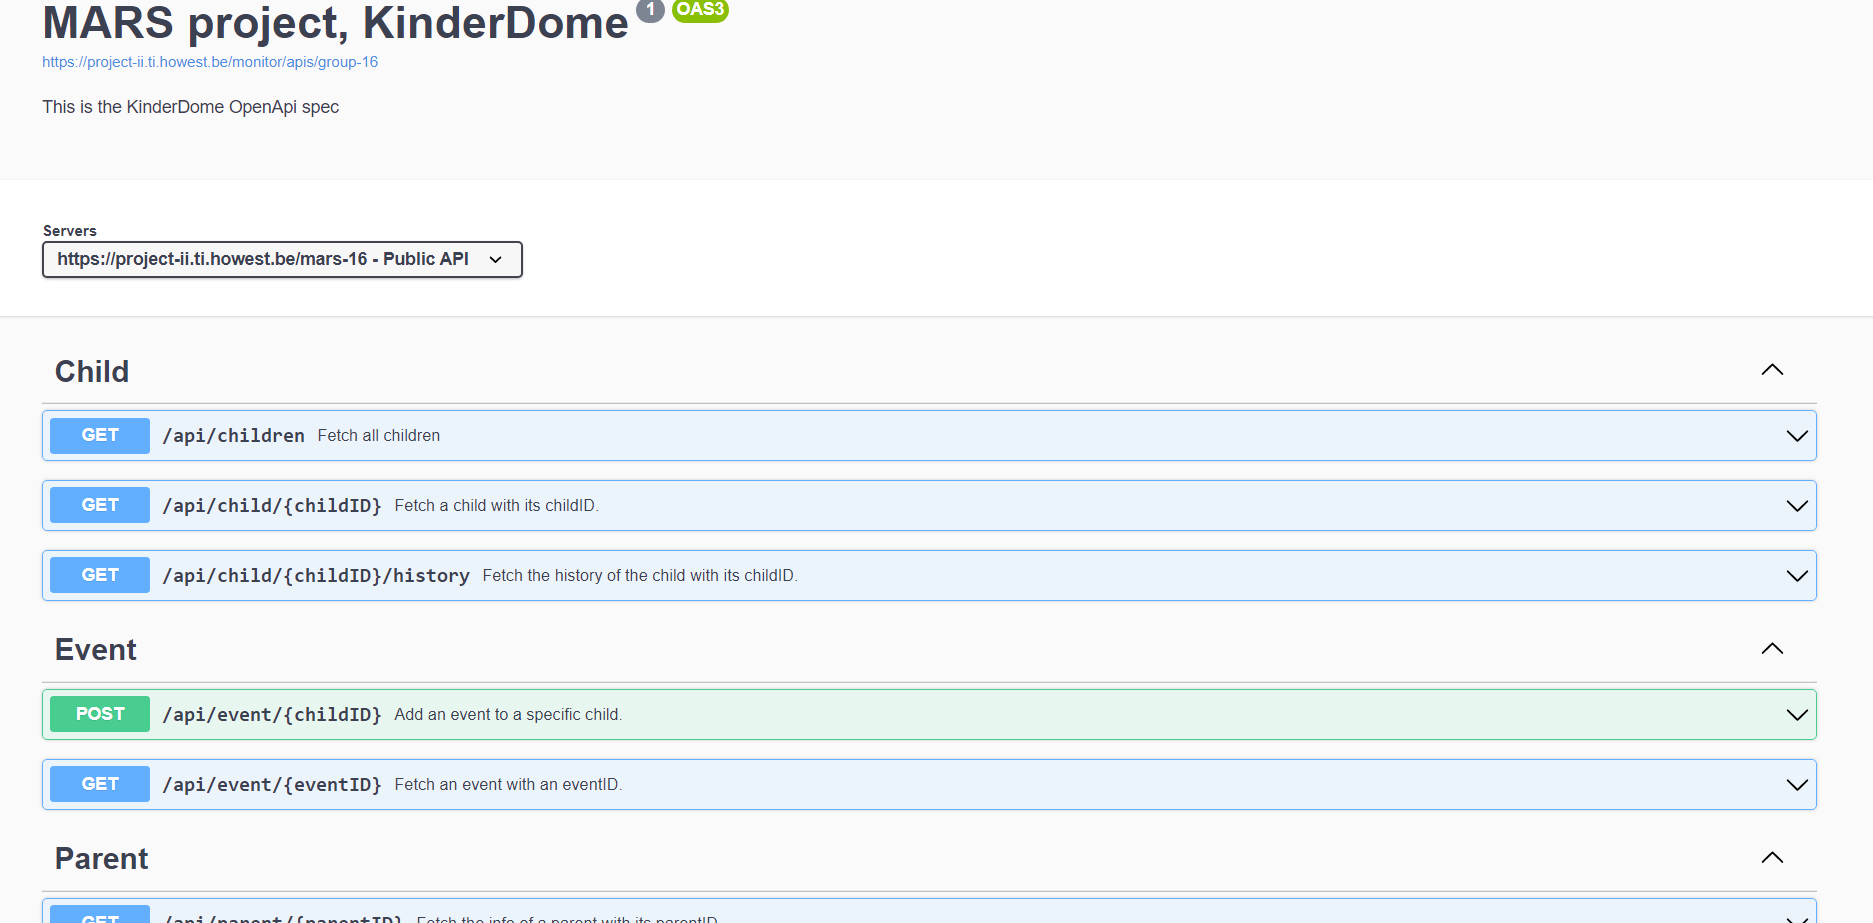 MARS project, KinderDome 1 OAS3
https://project-ii.ti.howest.be/monitor/apis/group-16
This is the KinderDome OpenApi spec
Servers
https://project-ii.ti.howest.be/mars-16 - Public API
Child
GET /api/children Fetch all children
GET /api/child/{childID} Fetch a child with its childID.
GET /api/child/{childID}/history Fetch the history of the child with its childID.
Event
POST /api/event/{childID} Add an event to a specific child.
GET /api/event/{eventID} Fetch an event with an eventID.
Parent
GET /api/parent/{parentID} Fetch the info of a parent with its parentID